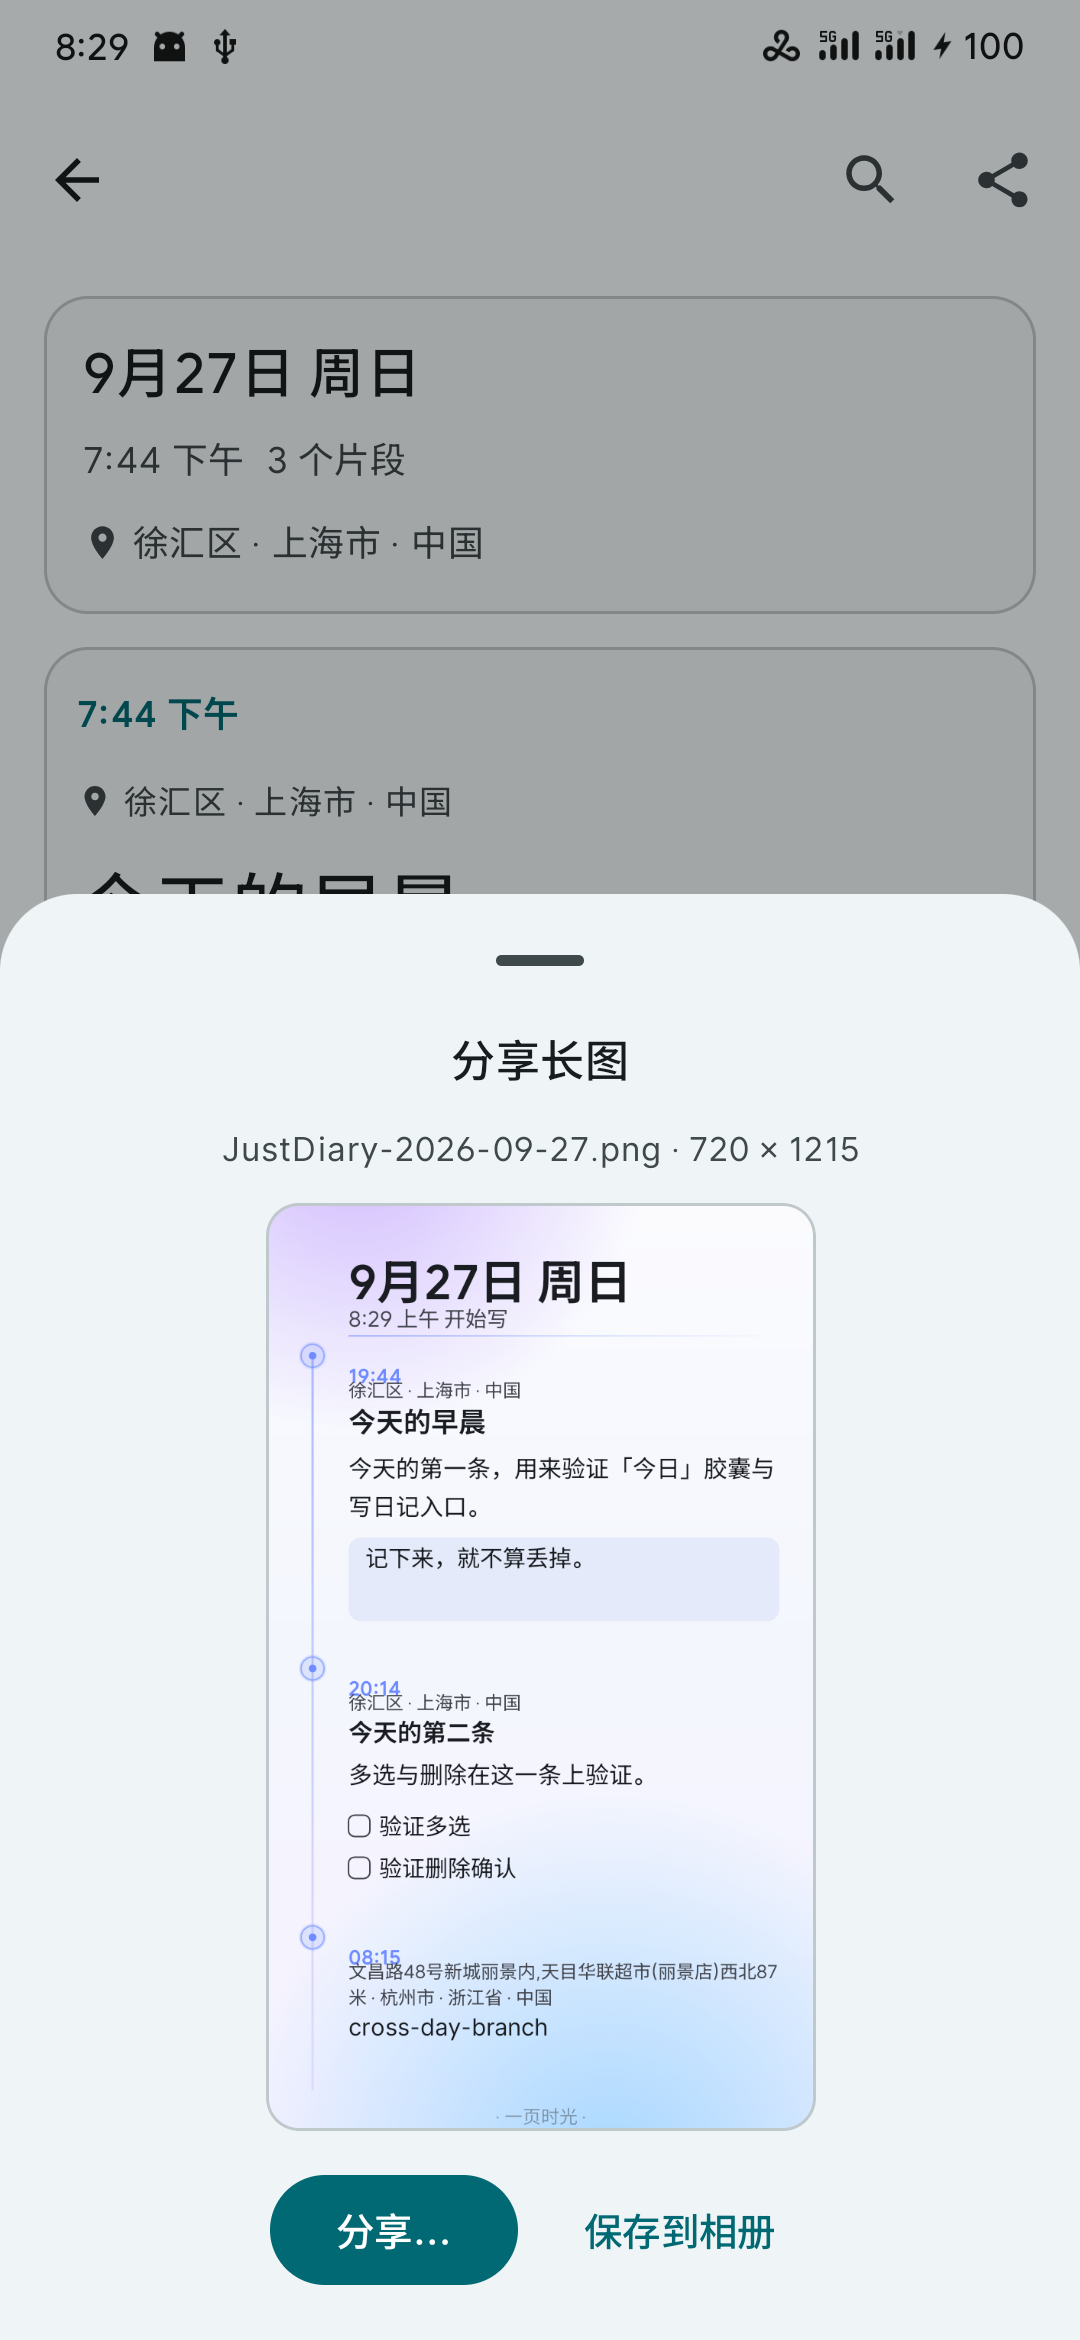 8:29
5G
5G
100
9月27日 周日
7:44 下午 3 个片段
徐汇区 · 上海市 · 中国
7:44 下午
徐汇区 · 上海市 · 中国
今天的早晨
分享长图
JustDiary-2026-09-27.png · 720 × 1215
9月27日 周日
8:29 上午 开始写
19:44
徐汇区 · 上海市 · 中国
今天的早晨
今天的第一条，用来验证「今日」胶囊与
写日记入口。
记下来，就不算丢掉。
20:14
徐汇区 · 上海市 · 中国
今天的第二条
多选与删除在这一条上验证。
验证多选
验证删除确认
08:15
文昌路48号新城丽景内,天目华联超市(丽景店)西北87
米 · 杭州市 · 浙江省 · 中国
cross-day-branch
· 一页时光 ·
分享...
保存到相册